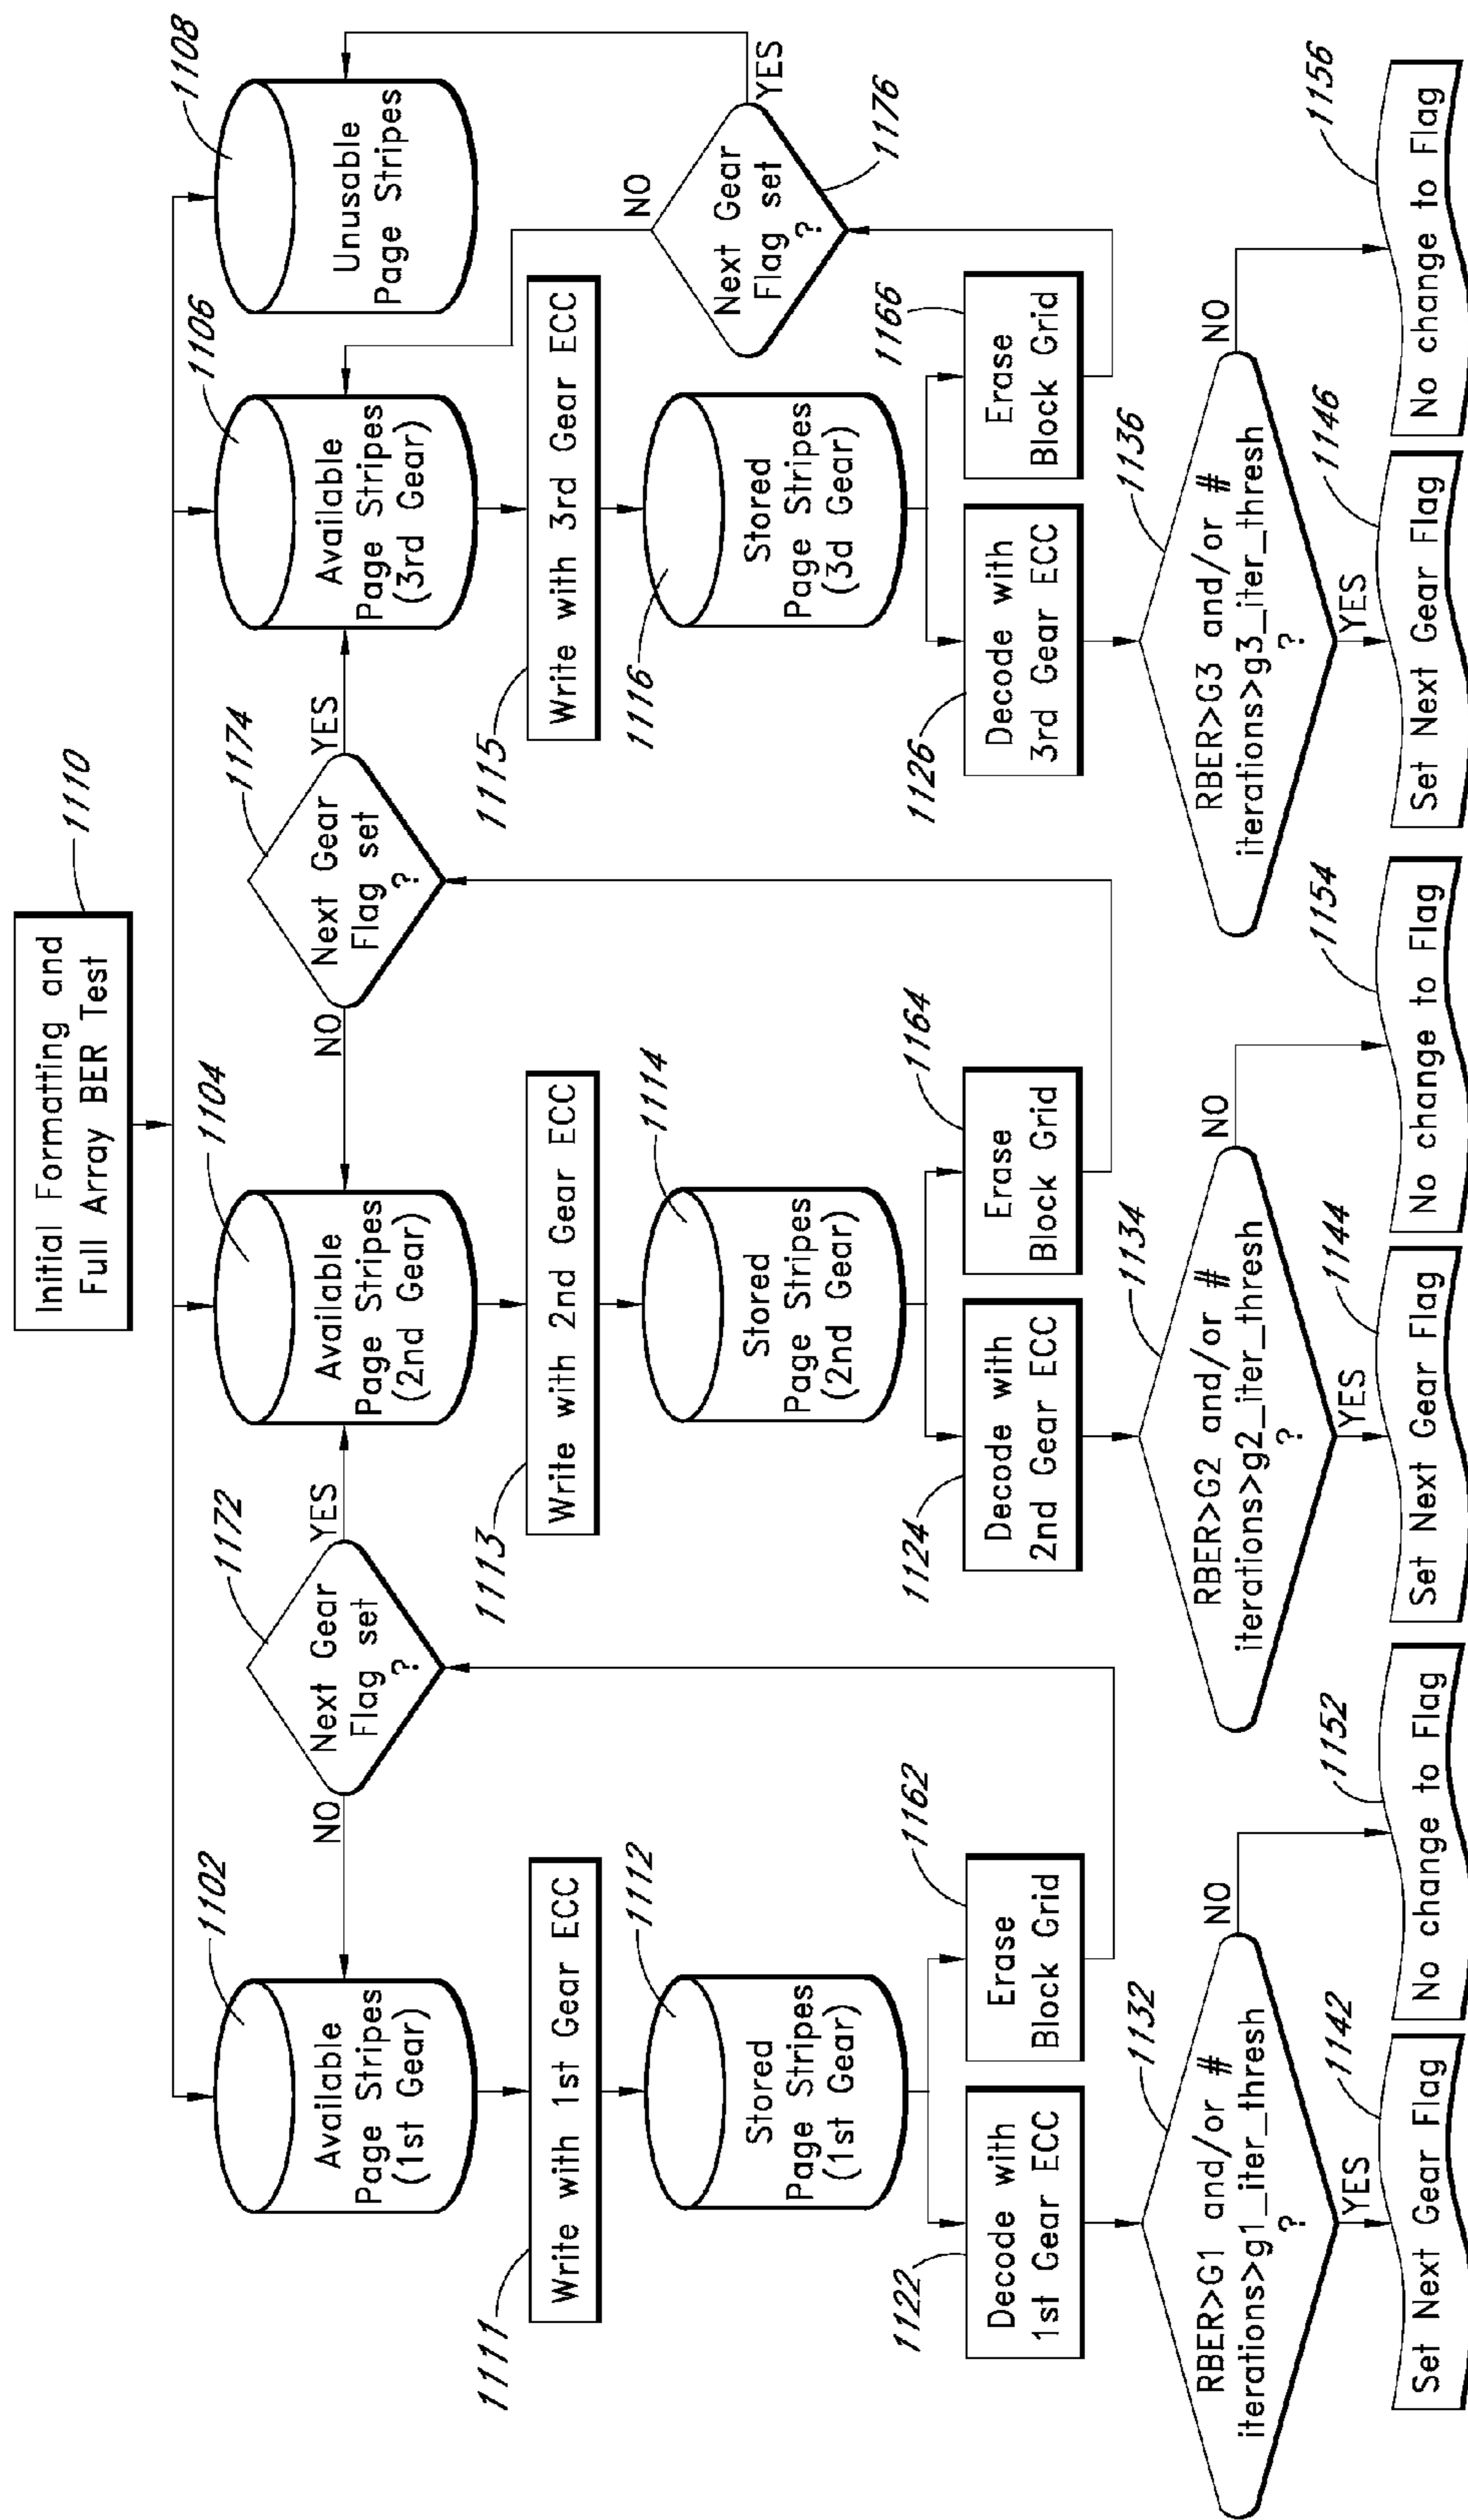 Initial Formatting and
Full Array BER Test
1110
1102
Available
Page Stripes
(1st Gear)
NO
1172
Next Gear
Flag set
?
YES
1104
Available
Page Stripes
(2nd Gear)
NO
1174
Next Gear
Flag set
?
YES
1106
Available
Page Stripes
(3rd Gear)
1108
Unusable
Page Stripes
1111
Write with 1st Gear ECC
1113
Write with 2nd Gear ECC
1115
Write with 3rd Gear ECC
1112
Stored
Page Stripes
(1st Gear)
1114
Stored
Page Stripes
(2nd Gear)
1116
Stored
Page Stripes
(3d Gear)
NO
Next Gear
Flag set
?
YES
1176
1122
Decode with
1st Gear ECC
1162
Erase
Block Grid
1124
Decode with
2nd Gear ECC
1164
Erase
Block Grid
1126
Decode with
3rd Gear ECC
1166
Erase
Block Grid
1132
RBER>G1 and/or #
iterations>g1_iter_thresh
?
NO
YES
1134
RBER>G2 and/or #
iterations>g2_iter_thresh
?
NO
YES
1136
RBER>G3 and/or #
iterations>g3_iter_thresh
?
NO
YES
1142
Set Next Gear Flag
1152
No change to Flag
1144
Set Next Gear Flag
1154
No change to Flag
1146
Set Next Gear Flag
1156
No change to Flag